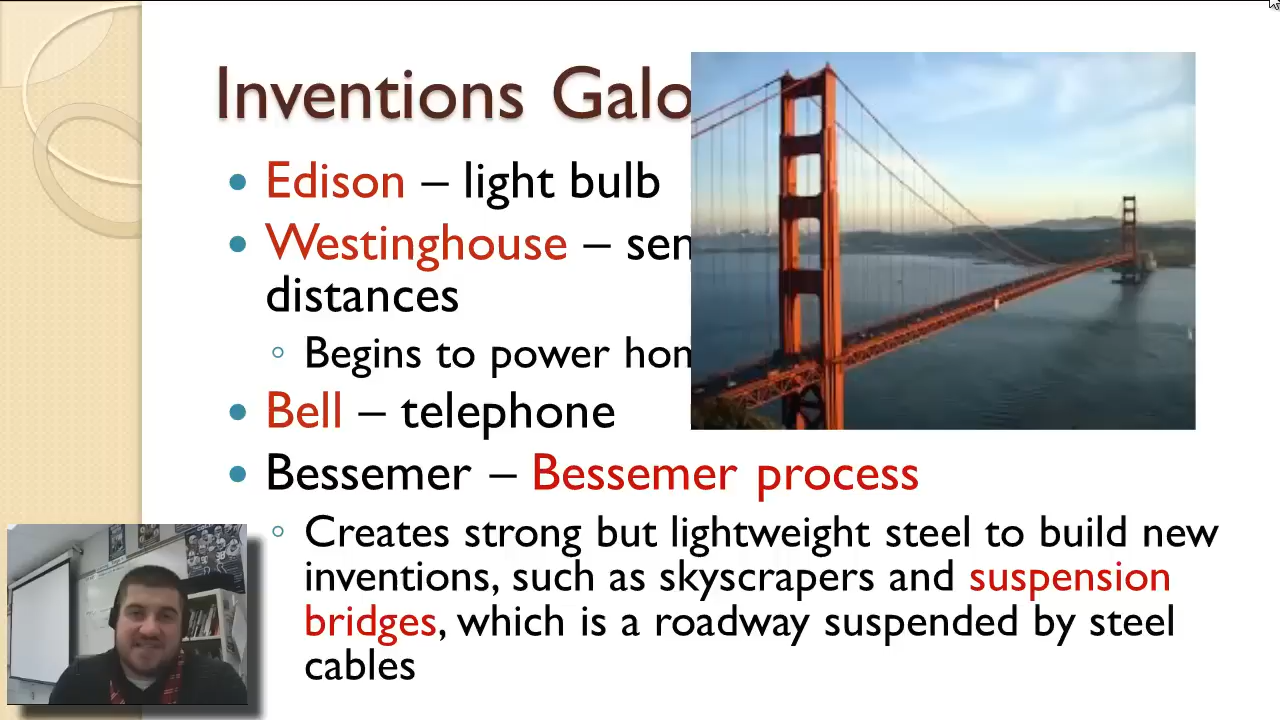 Inventions Galo
• Edison – light bulb
• Westinghouse – sen
distances
◦ Begins to power hom
• Bell – telephone
• Bessemer – Bessemer process
◦ Creates strong but lightweight steel to build new
inventions, such as skyscrapers and suspension
bridges, which is a roadway suspended by steel
cables